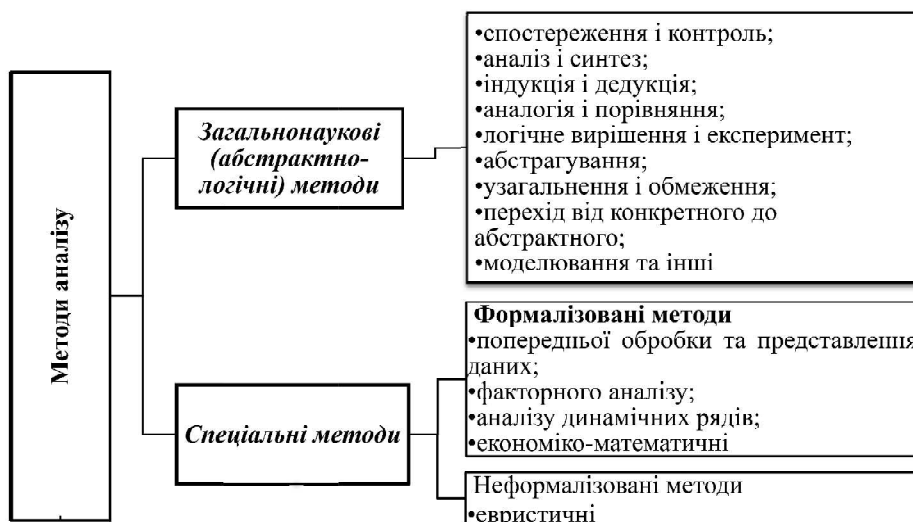 Методи аналізу
Загальнонаукові
(абстрактно-
логічні) методи
•спостереження і контроль;
•аналіз і синтез;
•індукція і дедукція;
•аналогія і порівняння;
•логічне вирішення і експеримент;
•абстрагування;
•узагальнення і обмеження;
•перехід від конкретного до
абстрактного;
•моделювання та інші
Спеціальні методи
Формалізовані методи
•попередньої обробки та представлення
даних;
•факторного аналізу;
•аналізу динамічних рядів;
•економіко-математичні
Неформалізовані методи
•евристичні